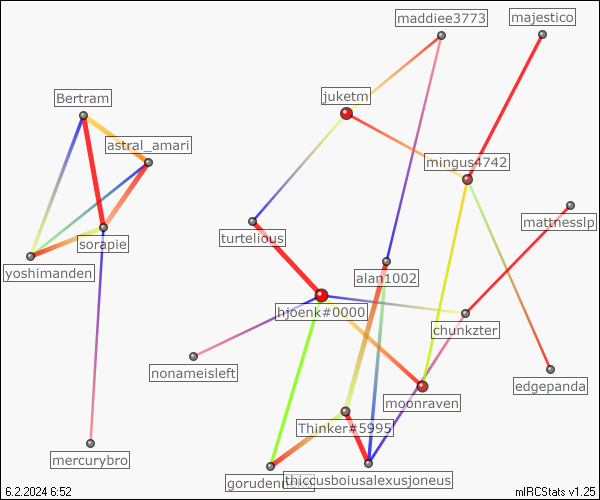 maddiee3773
majestico
Bertram
juketm
astral_amari
mingus4742
mattnesslp
turtelious
sorapie
yoshimanden
alan1002
hjoenk#0000
chunkzter
nonameisleft
edgepanda
moonraven
Thinker#5995
mercurybro
thiccusboiusalexusjoneus
6.2.2024 6:52
mIRCStats v1.25